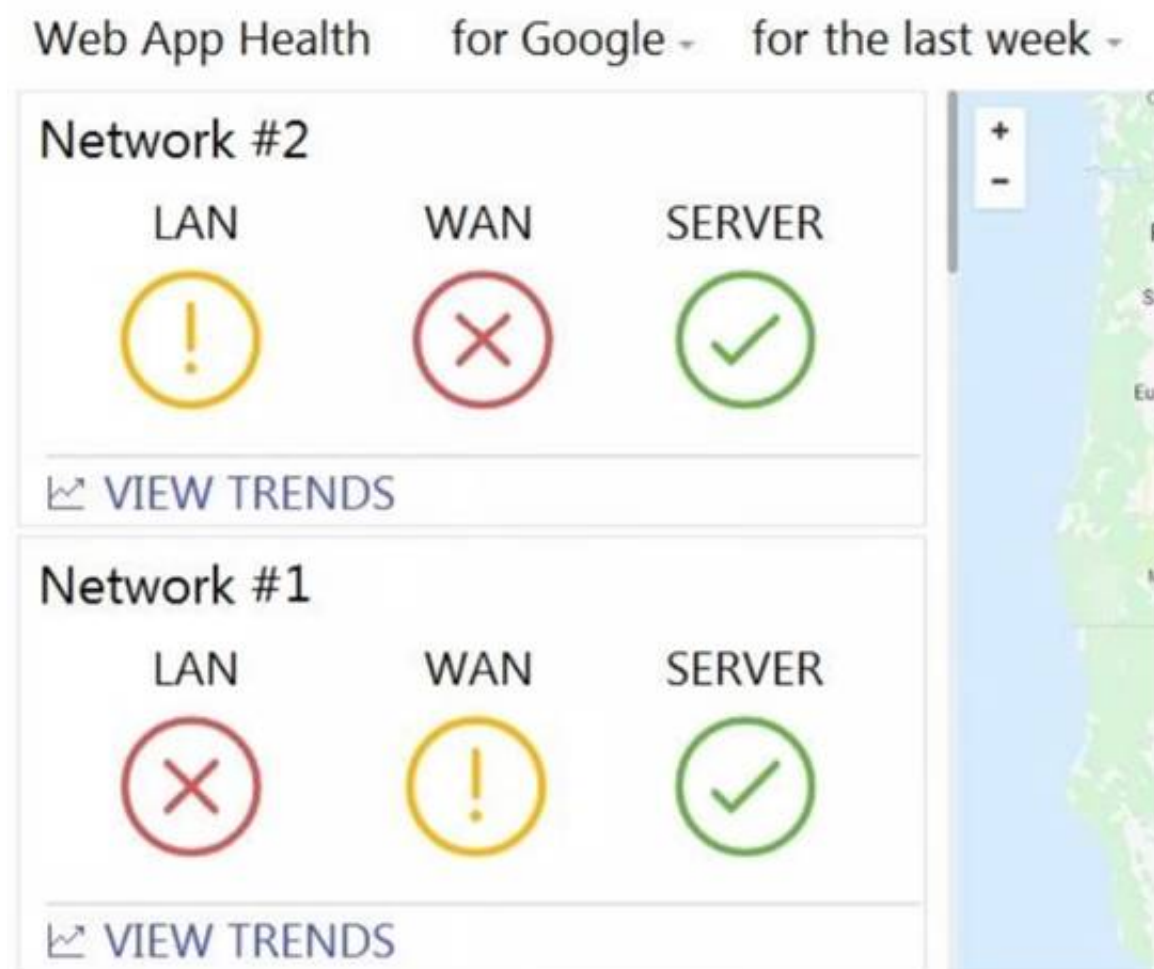 Web App Health for Google for the last week
Network #2
LAN WAN SERVER
VIEW TRENDS
Network #1
LAN WAN SERVER
VIEW TRENDS
+
-